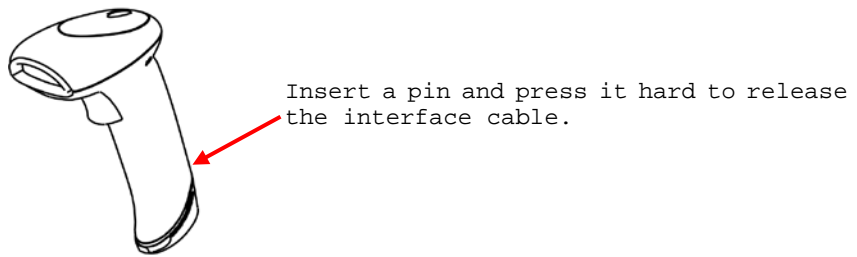 Insert a pin and press it hard to release
the interface cable.